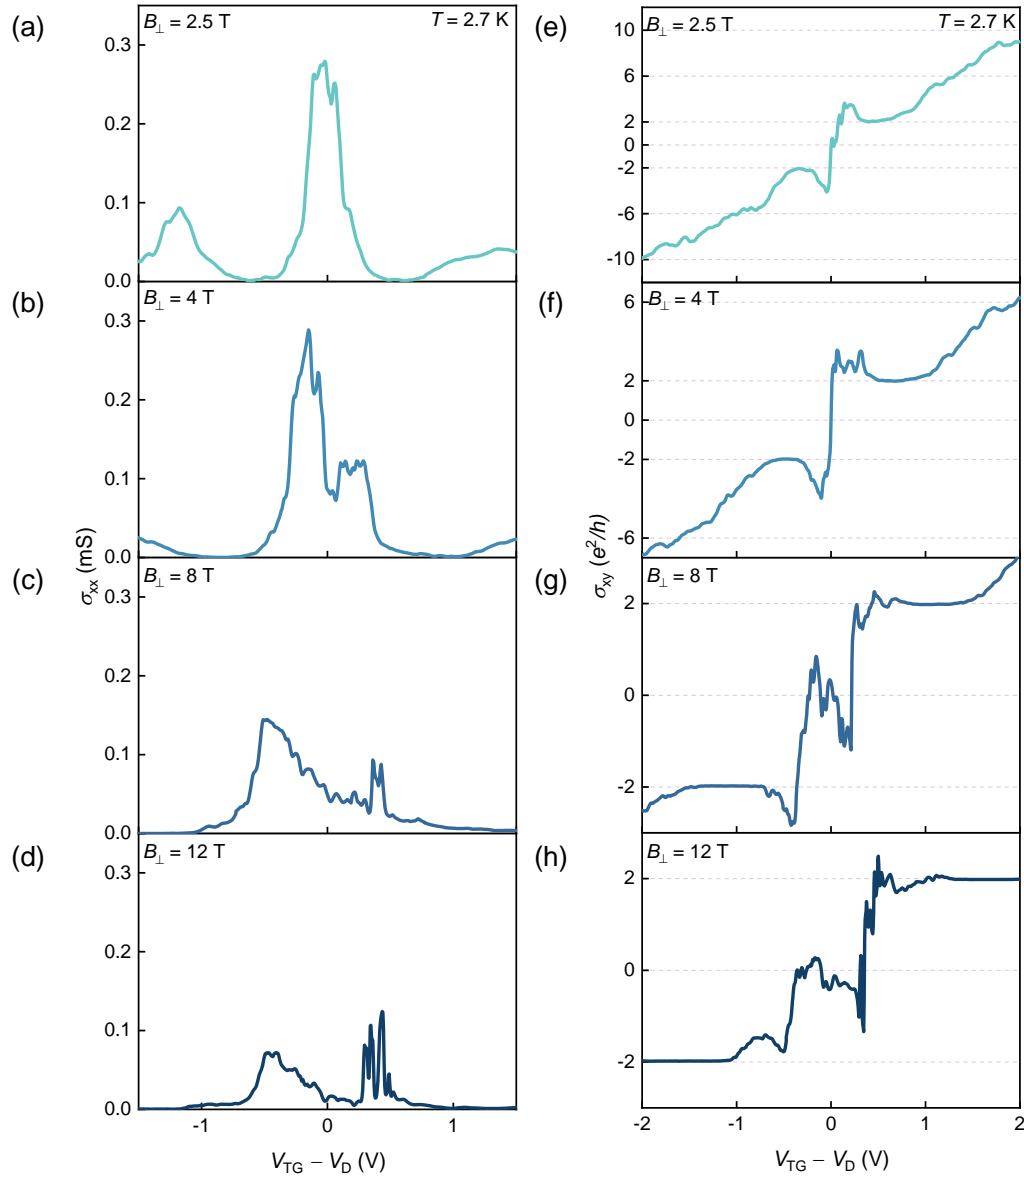 (a)
B⊥ = 2.5 T
T = 2.7 K
0.3
0.2
0.1
0.0
(b)
B⊥ = 4 T
0.3
0.2
0.1
0.0
(c)
B⊥ = 8 T
0.3
0.2
0.1
0.0
(d)
B⊥ = 12 T
0.3
0.2
0.1
0.0
σxx (mS)
-1
0
1
VTG − VD (V)
(e)
B⊥ = 2.5 T
T = 2.7 K
10
6
2
0
-2
-6
-10
(f)
B⊥ = 4 T
6
2
0
-2
-6
(g)
B⊥ = 8 T
2
0
-2
(h)
B⊥ = 12 T
2
0
-2
σxy (e²/h)
-2
-1
0
1
2
VTG − VD (V)